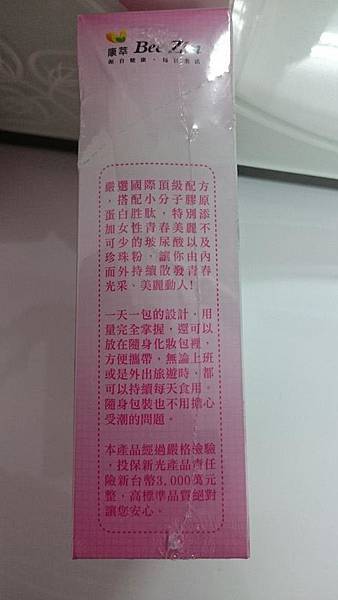 康萃 Bee Zin
嚴選國際頂級配方
，搭配小分子膠原
蛋白胜肽，特別添
加女性青春美麗不
可少的玻尿酸以及
珍珠粉，讓你由內
而外持續散發青春
光采、美麗動人!
一天一包的設計，用
量完全掌握，還可以
放在隨身化妝包裡，
方便攜帶，無論上班
或是外出旅遊時，都
可以持續每天食用。
隨身包裝也不用擔心
受潮的問題。
本產品經過嚴格檢驗
，投保新光產品責任
險新台幣3,000萬元
整，高標準品質絕對
讓您安心。